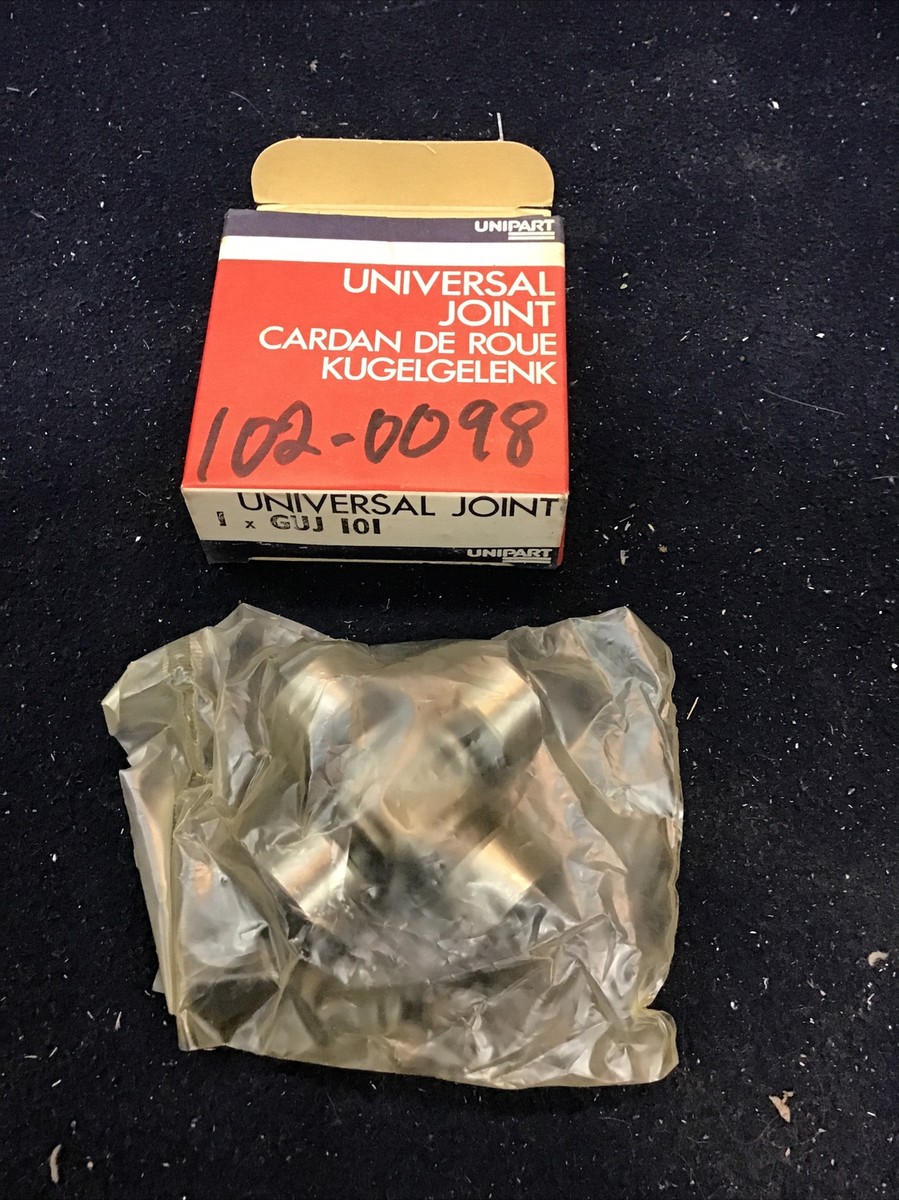 UNIPART
UNIVERSAL
JOINT
CARDAN DE ROUE
KUGELGELENK
102-0098
UNIVERSAL JOINT
1 x GUJ 101
UNIPART